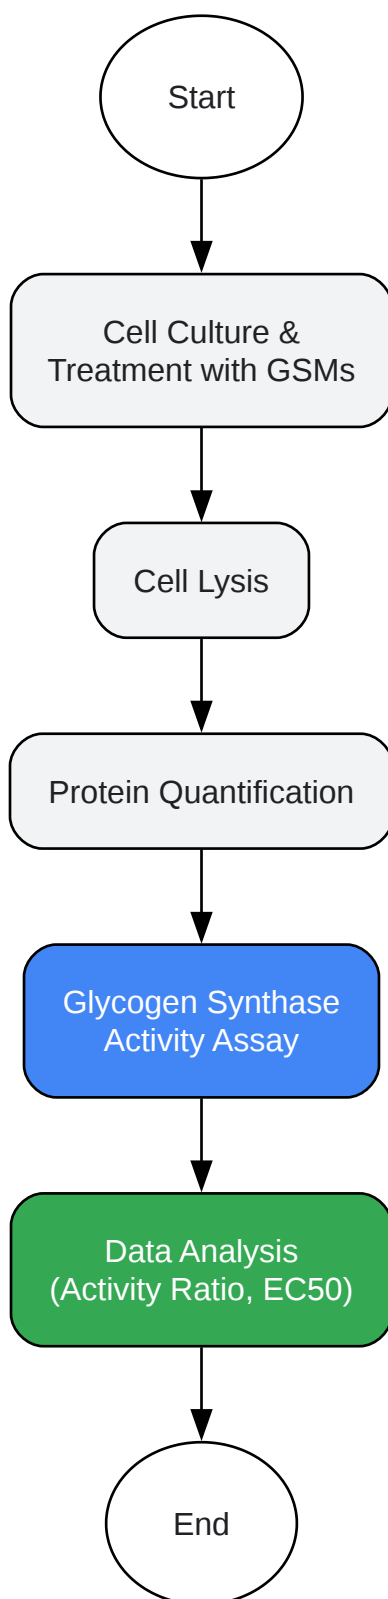 Start
Cell Culture &
Treatment with GSMs
Cell Lysis
Protein Quantification
Glycogen Synthase
Activity Assay
Data Analysis
(Activity Ratio, EC50)
End